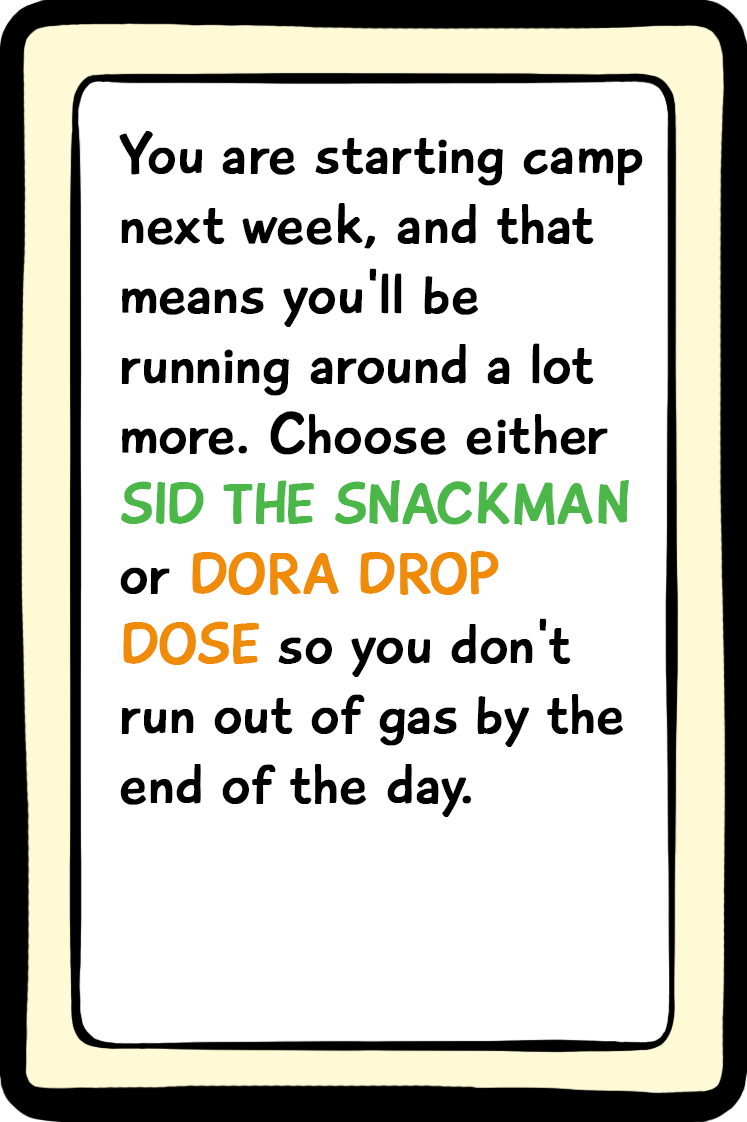 You are starting camp
next week, and that
means you'll be
running around a lot
more. Choose either
SID THE SNACKMAN
or DORA DROP
DOSE so you don't
run out of gas by the
end of the day.